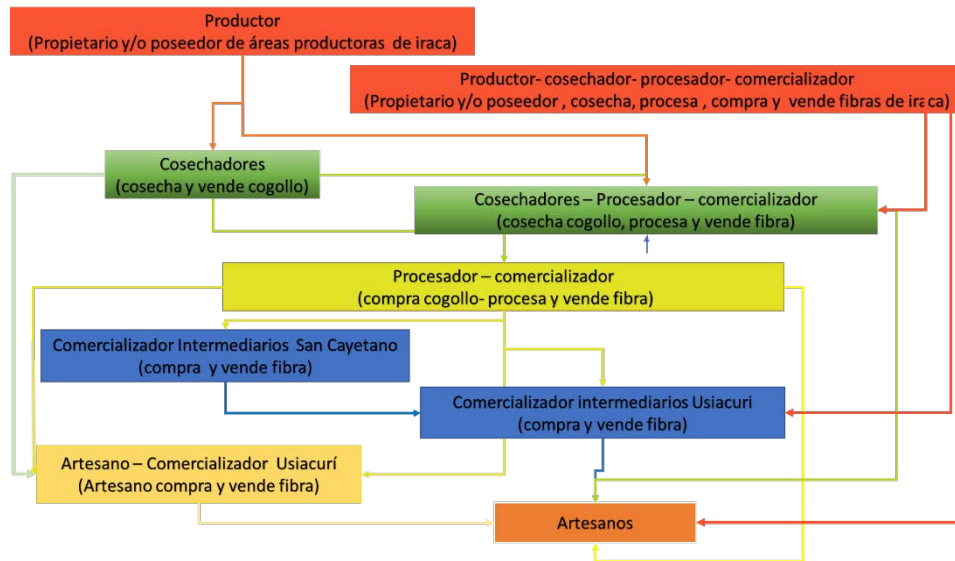 Productor
(Propietario y/o poseedor de áreas productoras de iraca)
Productor- cosechador- procesador- comercializador
(Propietario y/o poseedor , cosecha, procesa , compra y vende fibras de iraca)
Cosechadores
(cosecha y vende cogollo)
Cosechadores – Procesador – comercializador
(cosecha cogollo, procesa y vende fibra)
Procesador – comercializador
(compra cogollo- procesa y vende fibra)
Comercializador Intermediarios San Cayetano
(compra y vende fibra)
Comercializador intermediarios Usiacuri
(compra y vende fibra)
Artesano – Comercializador Usiacurí
(Artesano compra y vende fibra)
Artesanos